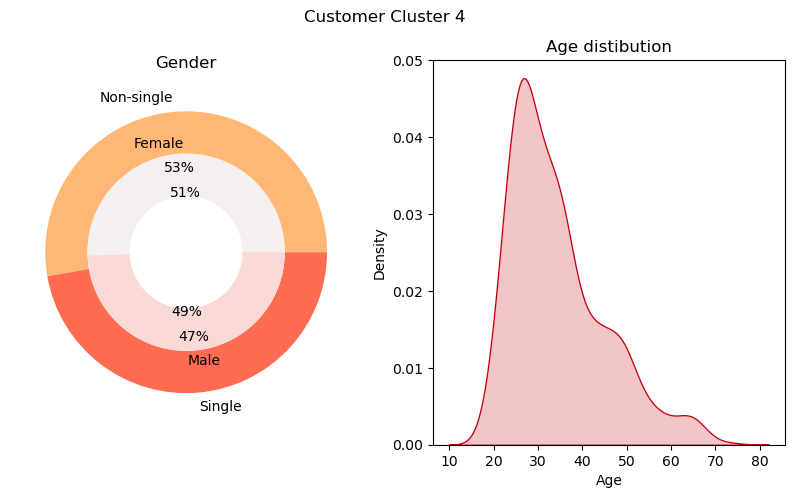 Customer Cluster 4
Gender
Non-single
Female
53%
51%
49%
47%
Male
Single
Age distibution
0.05
0.04
0.03
0.02
0.01
0.00
Density
10 20 30 40 50 60 70 80
Age